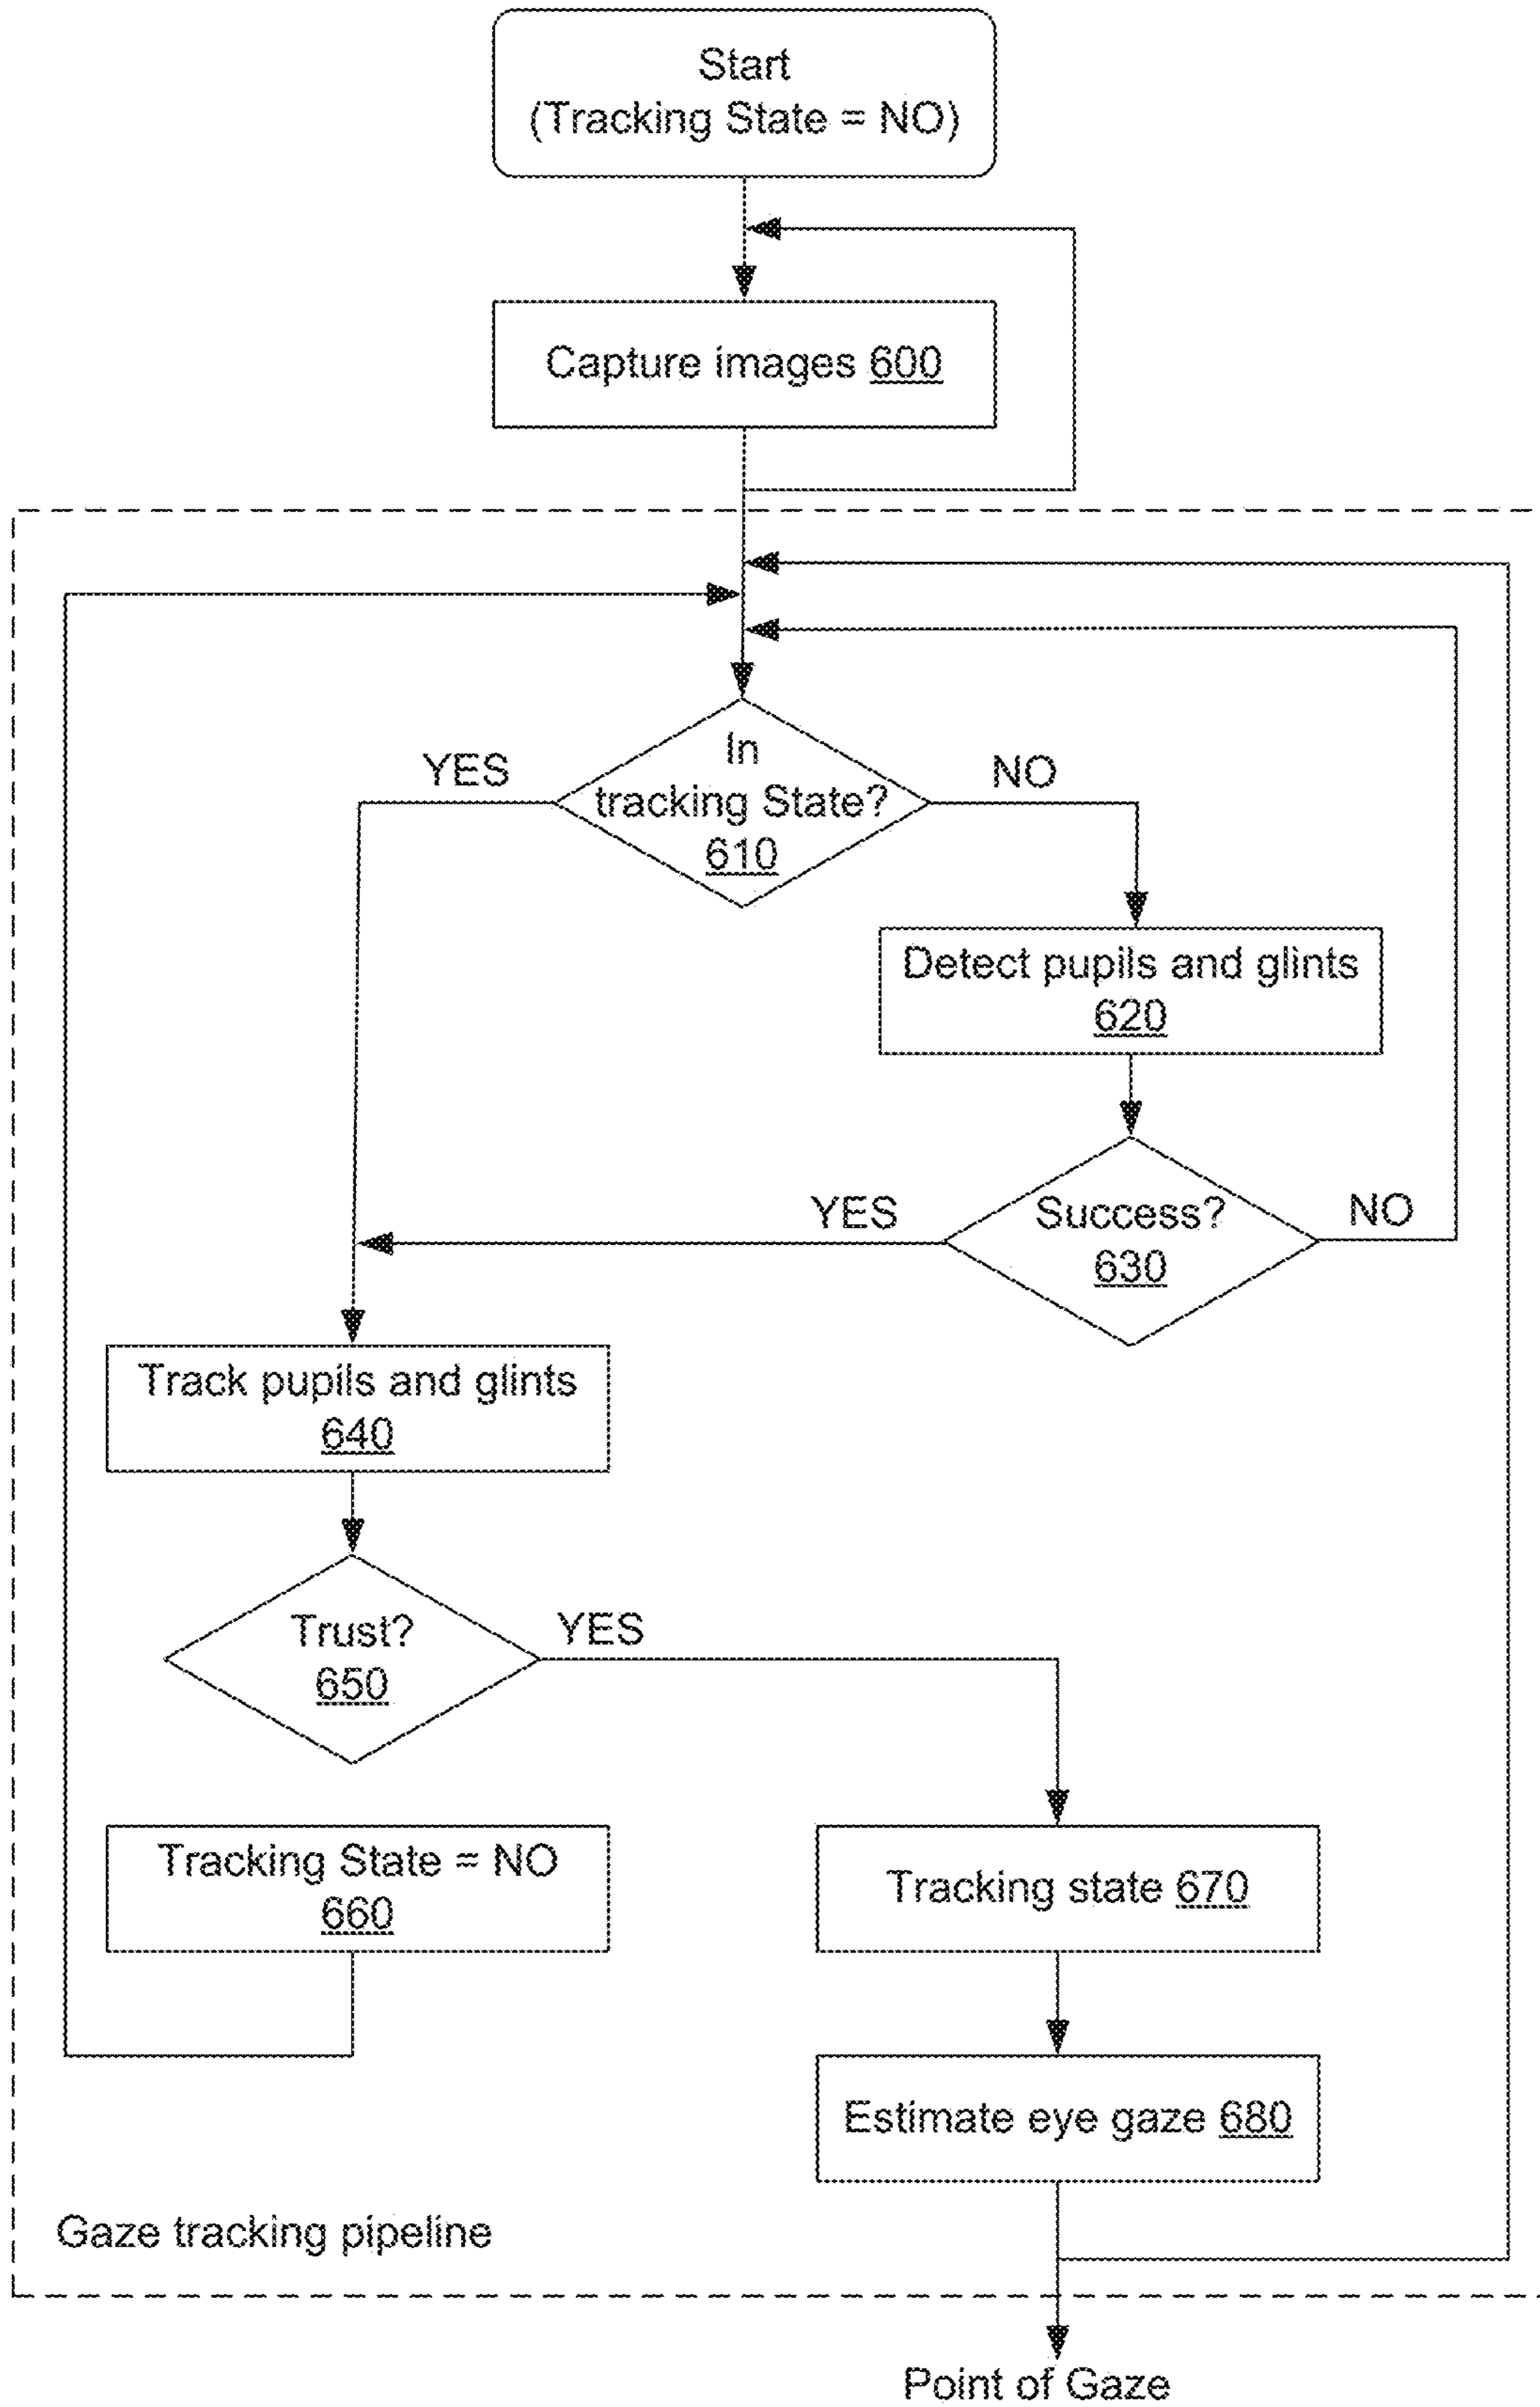 Start
(Tracking State = NO)
Capture images 600
In
tracking State?
610
YES
NO
Detect pupils and glints
620
Success?
630
YES
NO
Track pupils and glints
640
Trust?
650
YES
Tracking State = NO
660
Tracking state 670
Estimate eye gaze 680
Gaze tracking pipeline
Point of Gaze